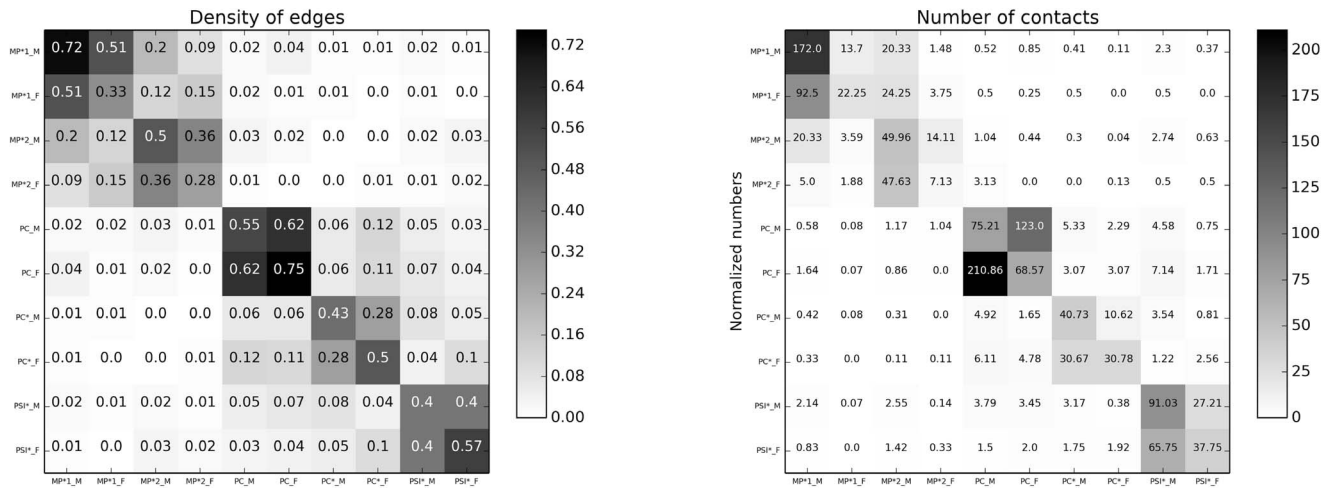 Density of edges
MP*1_M 0.72 0.51 0.2 0.09 0.02 0.04 0.01 0.01 0.02 0.01
MP*1_F 0.51 0.33 0.12 0.15 0.02 0.01 0.01 0.0 0.01 0.0
MP*2_M 0.2 0.12 0.5 0.36 0.03 0.02 0.0 0.0 0.02 0.03
MP*2_F 0.09 0.15 0.36 0.28 0.01 0.0 0.0 0.01 0.01 0.02
PC_M 0.02 0.02 0.03 0.01 0.55 0.62 0.06 0.12 0.05 0.03
PC_F 0.04 0.01 0.02 0.0 0.62 0.75 0.06 0.11 0.07 0.04
PC*_M 0.01 0.01 0.0 0.0 0.06 0.06 0.43 0.28 0.08 0.05
PC*_F 0.01 0.0 0.0 0.01 0.12 0.11 0.28 0.5 0.04 0.1
PSI*_M 0.02 0.01 0.02 0.01 0.05 0.07 0.08 0.04 0.4 0.4
PSI*_F 0.01 0.0 0.03 0.02 0.03 0.04 0.05 0.1 0.4 0.57
MP*1_M MP*1_F MP*2_M MP*2_F PC_M PC_F PC*_M PC*_F PSI*_M PSI*_F
0.72
0.64
0.56
0.48
0.40
0.32
0.24
0.16
0.08
0.00
Number of contacts
Normalized numbers
MP*1_M 172.0 13.7 20.33 1.48 0.52 0.85 0.41 0.11 2.3 0.37
MP*1_F 92.5 22.25 24.25 3.75 0.5 0.25 0.5 0.0 0.5 0.0
MP*2_M 20.33 3.59 49.96 14.11 1.04 0.44 0.3 0.04 2.74 0.63
MP*2_F 5.0 1.88 47.63 7.13 3.13 0.0 0.0 0.13 0.5 0.5
PC_M 0.58 0.08 1.17 1.04 75.21 123.0 5.33 2.29 4.58 0.75
PC_F 1.64 0.07 0.86 0.0 210.86 68.57 3.07 3.07 7.14 1.71
PC*_M 0.42 0.08 0.31 0.0 4.92 1.65 40.73 10.62 3.54 0.81
PC*_F 0.33 0.0 0.11 0.11 6.11 4.78 30.67 30.78 1.22 2.56
PSI*_M 2.14 0.07 2.55 0.14 3.79 3.45 3.17 0.38 91.03 27.21
PSI*_F 0.83 0.0 1.42 0.33 1.5 2.0 1.75 1.92 65.75 37.75
MP*1_M MP*1_F MP*2_M MP*2_F PC_M PC_F PC*_M PC*_F PSI*_M PSI*_F
200
175
150
125
100
75
50
25
0